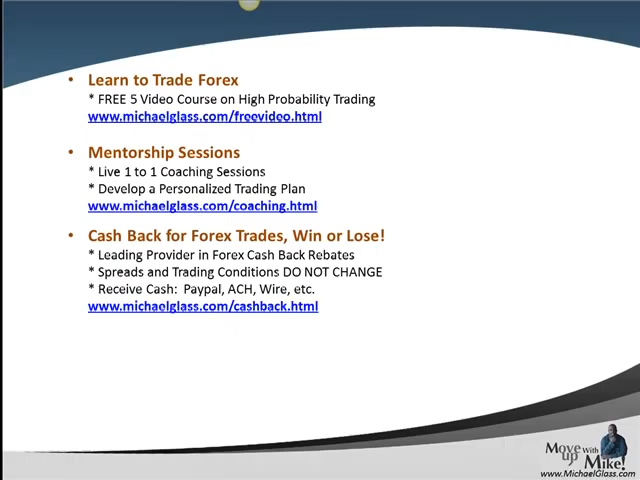 • Learn to Trade Forex
* FREE 5 Video Course on High Probability Trading
www.michaelglass.com/freevideo.html
• Mentorship Sessions
* Live 1 to 1 Coaching Sessions
* Develop a Personalized Trading Plan
www.michaelglass.com/coaching.html
• Cash Back for Forex Trades, Win or Lose!
* Leading Provider in Forex Cash Back Rebates
* Spreads and Trading Conditions DO NOT CHANGE
* Receive Cash: Paypal, ACH, Wire, etc.
www.michaelglass.com/cashback.html
Move With
up Mike!
www.MichaelGlass.com